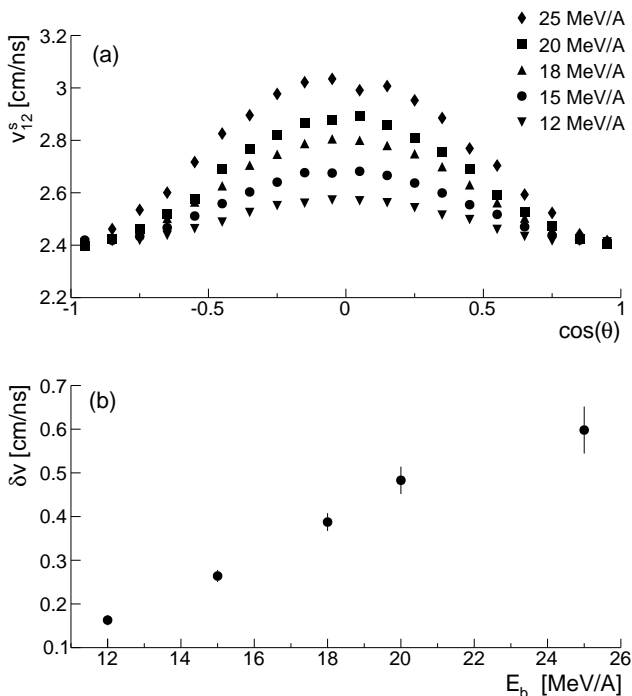 (a)
25 MeV/A
20 MeV/A
18 MeV/A
15 MeV/A
12 MeV/A
v₁₂ˢ [cm/ns]
3.2
3.0
2.8
2.6
2.4
2.2
-1 -0.5 0 0.5 1
cos(θ)
(b)
δv [cm/ns]
0.7
0.6
0.5
0.4
0.3
0.2
0.1
12 14 16 18 20 22 24 26
E_b [MeV/A]